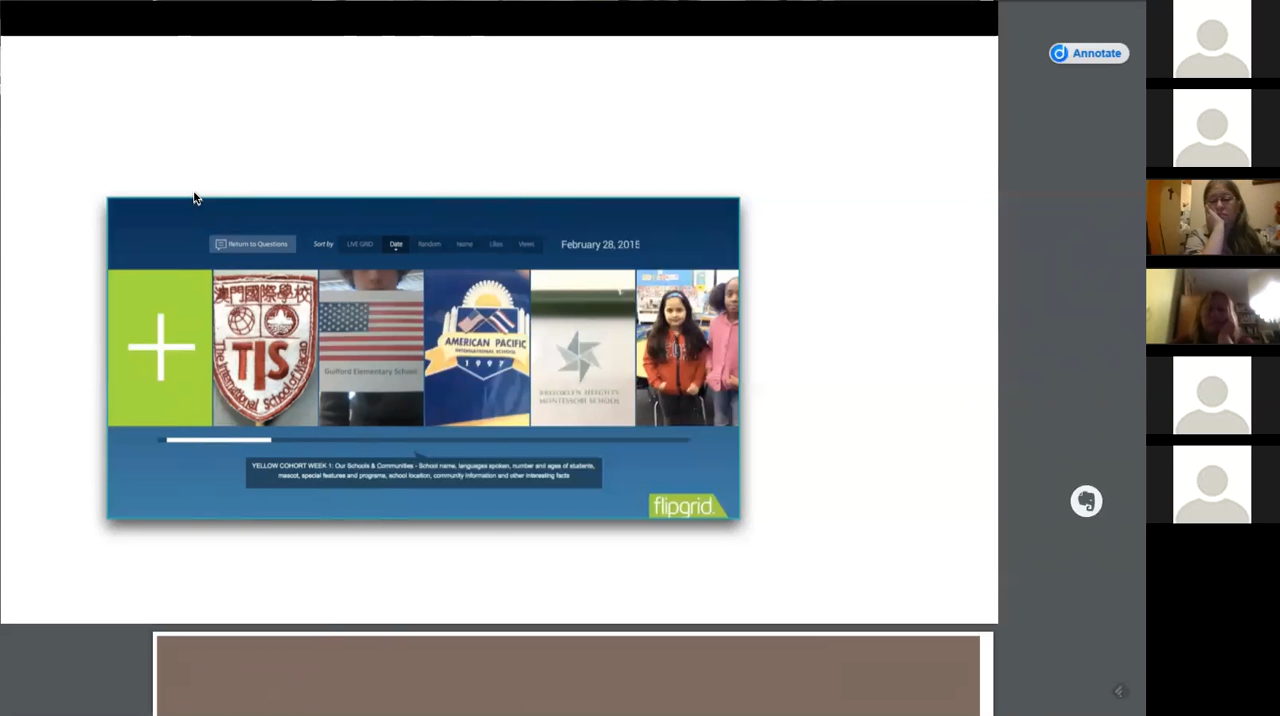 Annotate
Return to Questions
Sort by
LIVE GRID
Date
Random
Name
Likes
Views
February 28, 2015
澳門國際學校
TIS
The International School of Macao
Guilford Elementary School
AMERICAN PACIFIC
INTERNATIONAL SCHOOL
1997
BROOKLYN HEIGHTS
MONTESSORI SCHOOL
YELLOW COHORT WEEK 1: Our Schools & Communities - School name, languages spoken, number and ages of students,
mascot, special features and programs, school location, community information and other interesting facts
flipgrid.